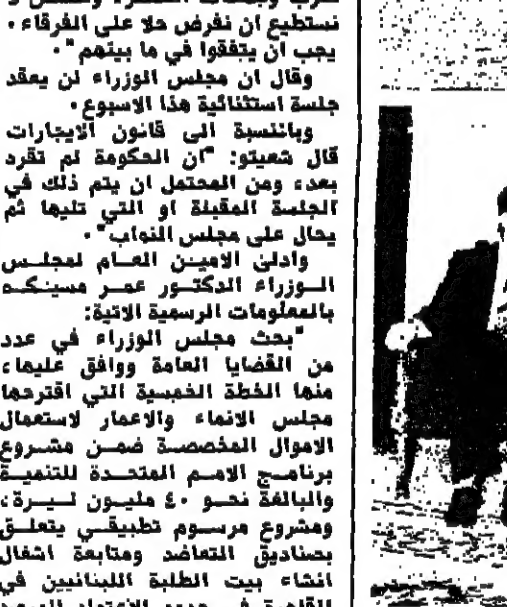 نستطيع ان نفرض حلا على الفرقاء.
يجب ان يتفقوا في ما بينهم".
وقال ان مجلس الوزراء لن يعقد
جلسة استثنائية هذا الاسبوع.
وبالنسبة الى قانون الايجارات
قال شعيتو: "ان الحكومة لم تقرد
بعد، ومن المحتمل ان يتم ذلك في
الجلسة المقبلة او التي تليها ثم
يحال على مجلس النواب".
وادلى الامين العام لمجلس
الوزراء الدكتور عمر مسيكه
بالمعلومات الرسمية الاتية:
"بحث مجلس الوزراء في عدد
من القضايا العامة ووافق عليها،
منها الخطة الخمسية التي اقترحها
مجلس الانماء والاعمار لاستعمال
الاموال المخصصة ضمن مشروع
برنامج الامم المتحدة للتنمية
والبالغة نحو ٤٠ مليون ليرة،
ومشروع مرسوم تطبيقي يتعلق
بصناديق التعاضد ومتابعة اشغال
انشاء بيت الطلبة اللبنانيين في